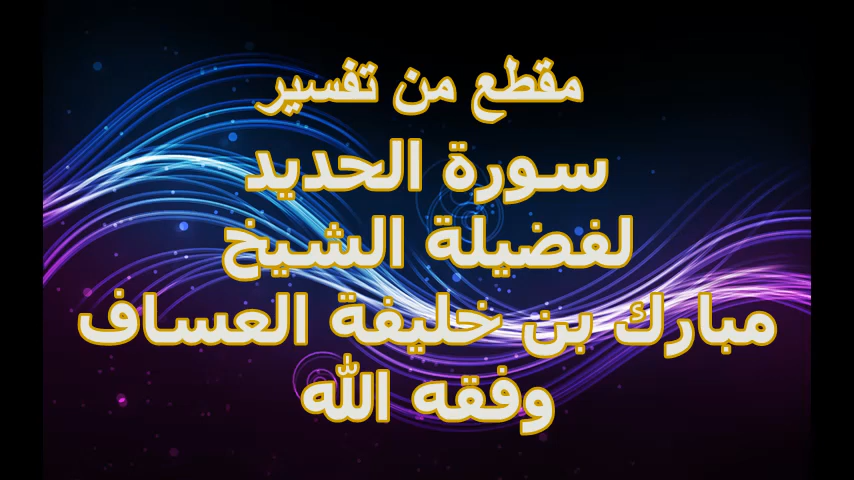 مقطع من تفسير
سورة الحديد
لفضيلة الشيخ
مبارك بن خليفة العساف
وفقه الله